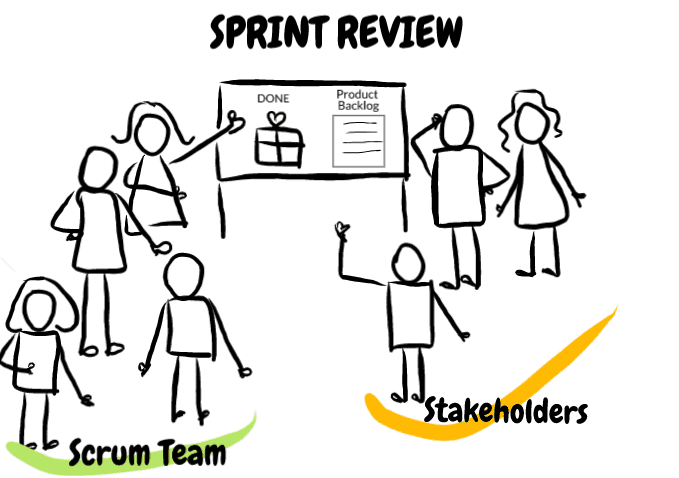 SPRINT REVIEW
DONE
Product
Backlog
Stakeholders
Scrum Team